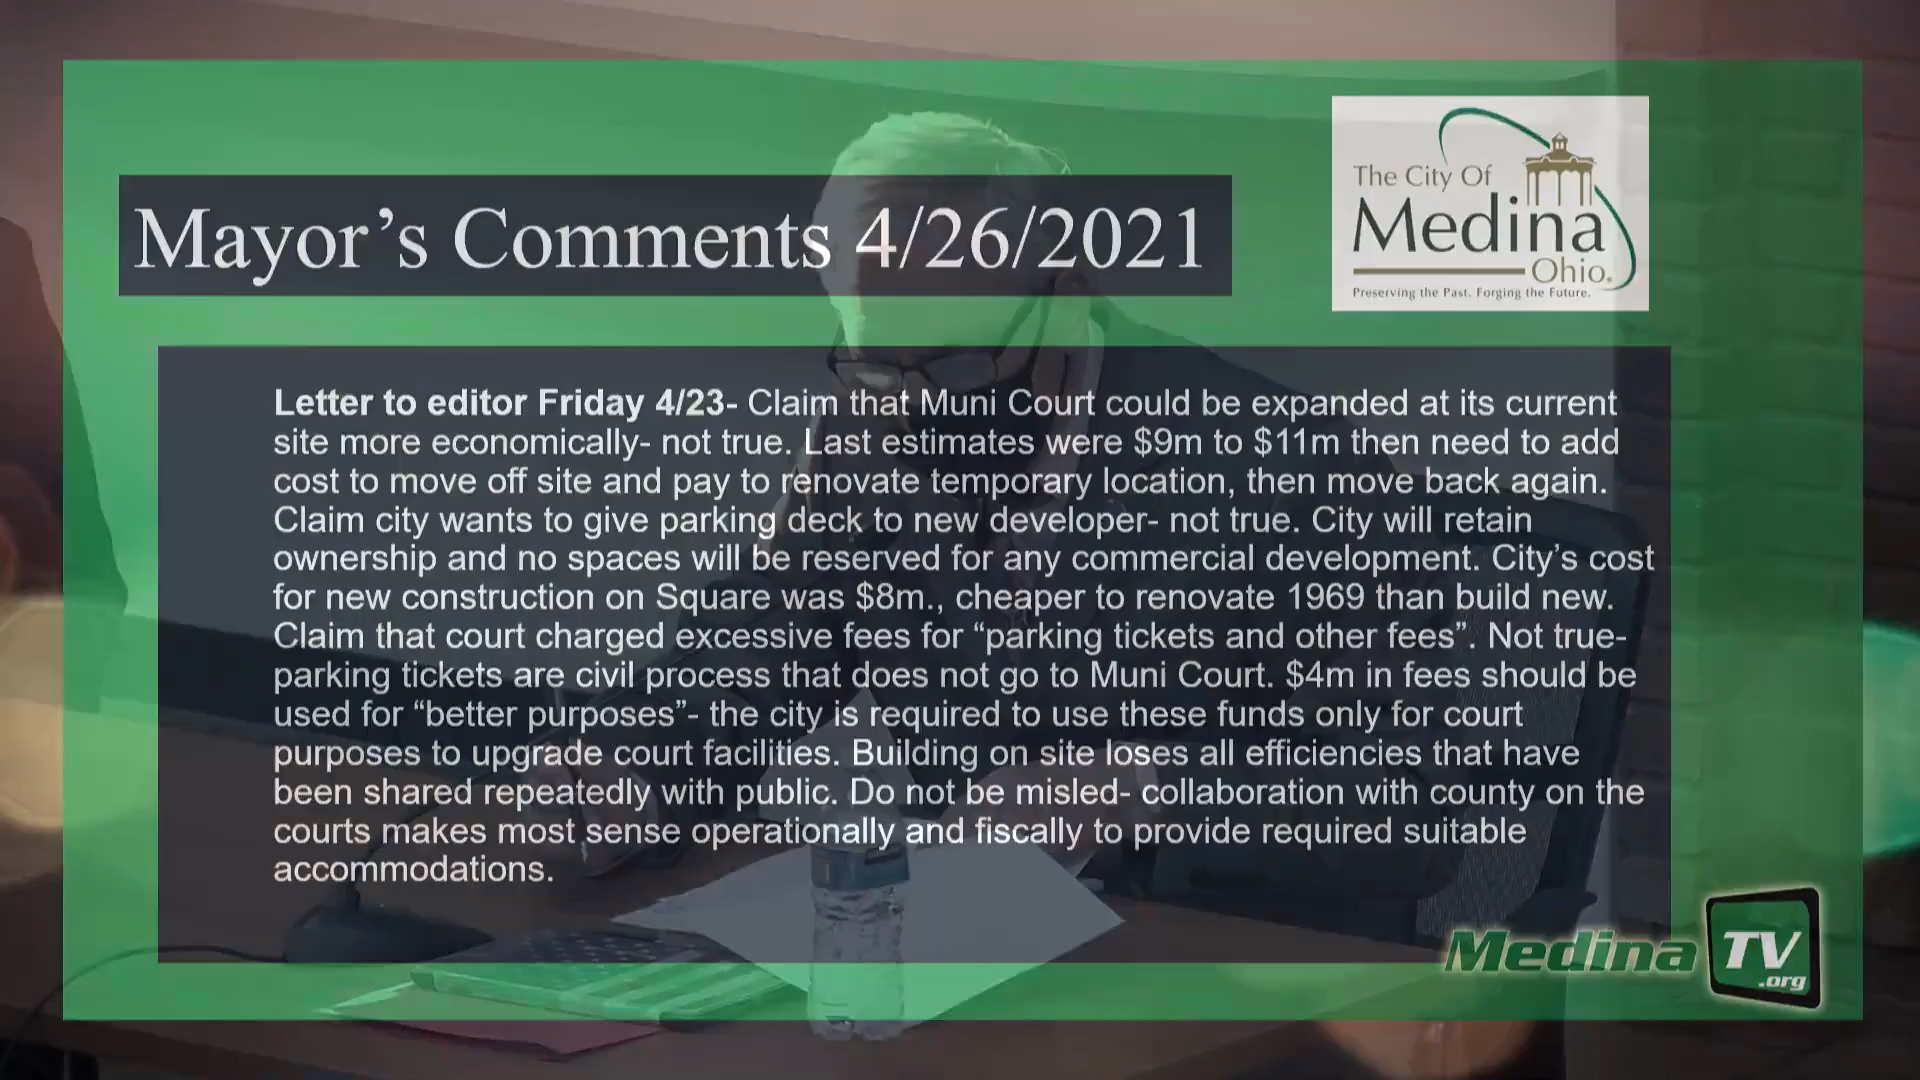 Mayor's Comments 4/26/2021
The City Of
Medina
Ohio.
Preserving the Past. Forging the Future.
Letter to editor Friday 4/23- Claim that Muni Court could be expanded at its current
site more economically- not true. Last estimates were $9m to $11m then need to add
cost to move off site and pay to renovate temporary location, then move back again.
Claim city wants to give parking deck to new developer- not true. City will retain
ownership and no spaces will be reserved for any commercial development. City's cost
for new construction on Square was $8m., cheaper to renovate 1969 than build new.
Claim that court charged excessive fees for “parking tickets and other fees”. Not true-
parking tickets are civil process that does not go to Muni Court. $4m in fees should be
used for “better purposes”- the city is required to use these funds only for court
purposes to upgrade court facilities. Building on site loses all efficiencies that have
been shared repeatedly with public. Do not be misled- collaboration with county on the
courts makes most sense operationally and fiscally to provide required suitable
accommodations.
Medina TV
.org